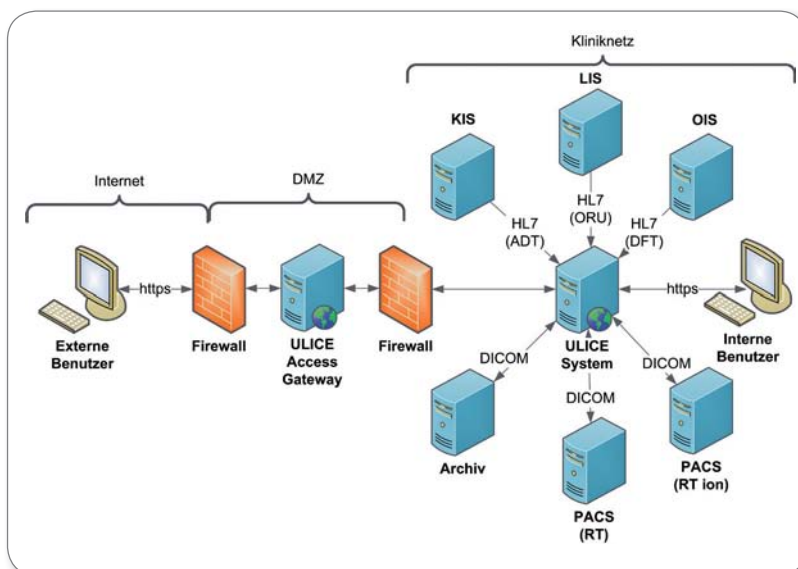 Kliniknetz
LIS
KIS
OIS
Internet
DMZ
HL7
(ADT)
HL7
(ORU)
HL7
(DFT)
https
https
Externe
Benutzer
Firewall
ULICE
Access
Gateway
Firewall
ULICE
System
Interne
Benutzer
DICOM
DICOM
DICOM
Archiv
PACS
(RT)
PACS
(RT ion)